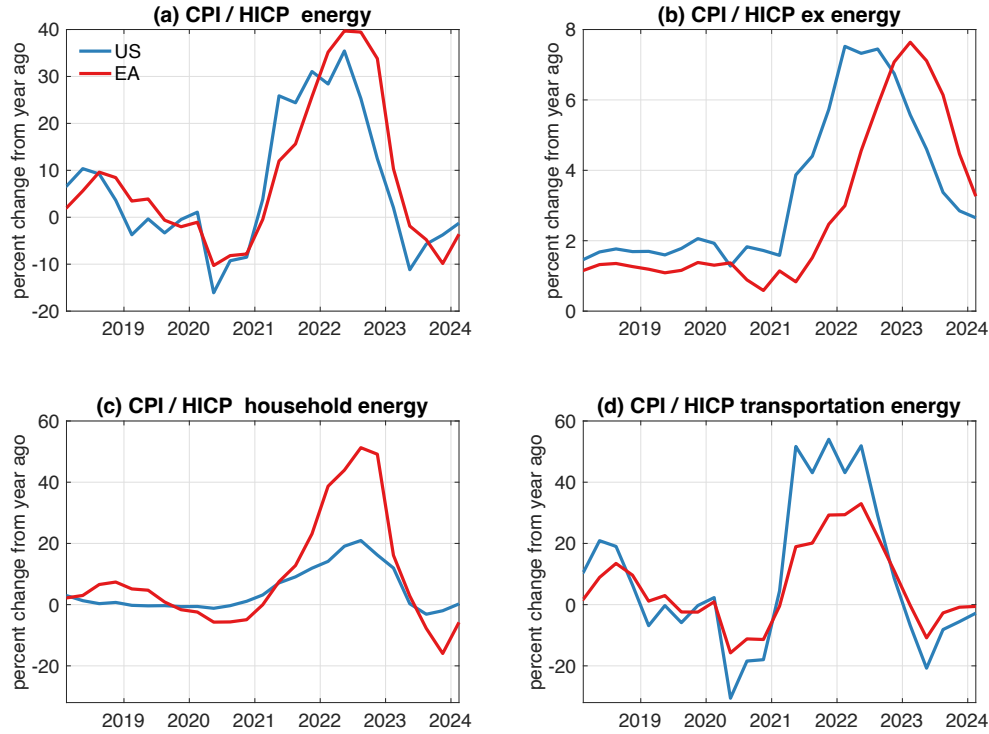 (a) CPI / HICP energy
percent change from year ago
40
30
20
10
0
-10
-20
US
EA
2019 2020 2021 2022 2023 2024
(b) CPI / HICP ex energy
percent change from year ago
8
6
4
2
0
2019 2020 2021 2022 2023 2024
(c) CPI / HICP household energy
percent change from year ago
60
40
20
0
-20
2019 2020 2021 2022 2023 2024
(d) CPI / HICP transportation energy
percent change from year ago
60
40
20
0
-20
2019 2020 2021 2022 2023 2024